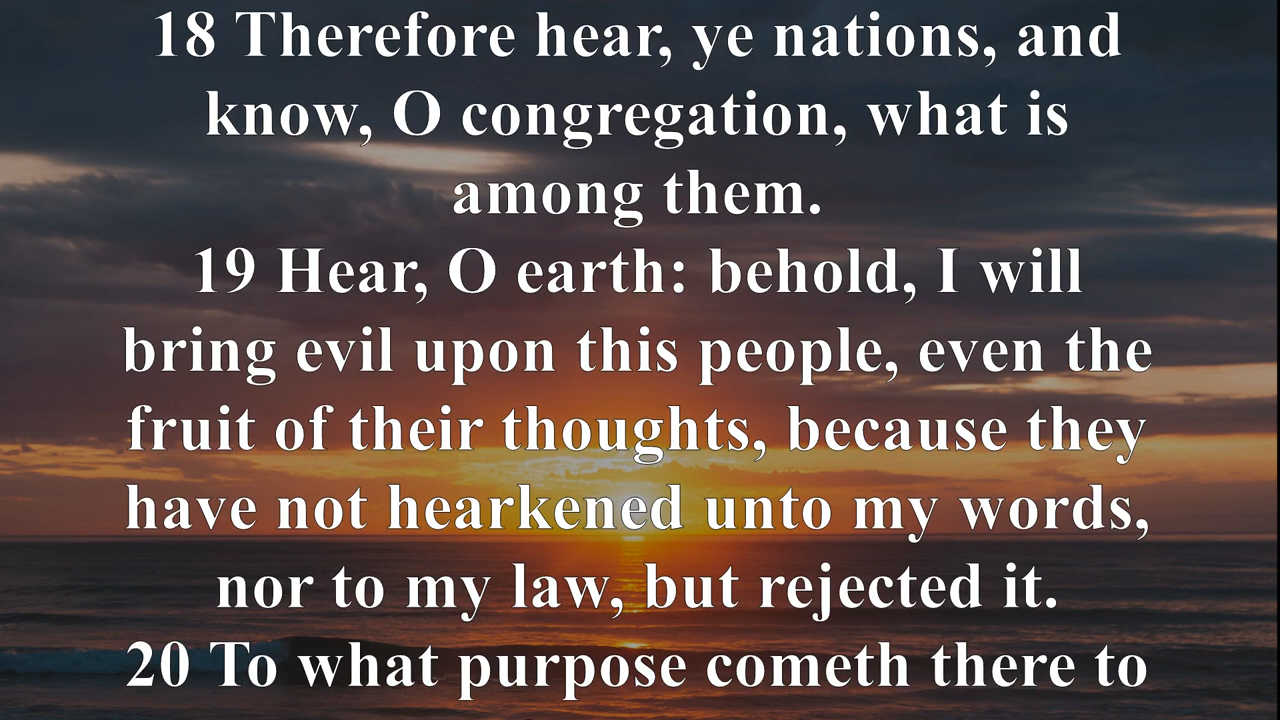 18 Therefore hear, ye nations, and
know, O congregation, what is
among them.
19 Hear, O earth: behold, I will
bring evil upon this people, even the
fruit of their thoughts, because they
have not hearkened unto my words,
nor to my law, but rejected it.
20 To what purpose cometh there to